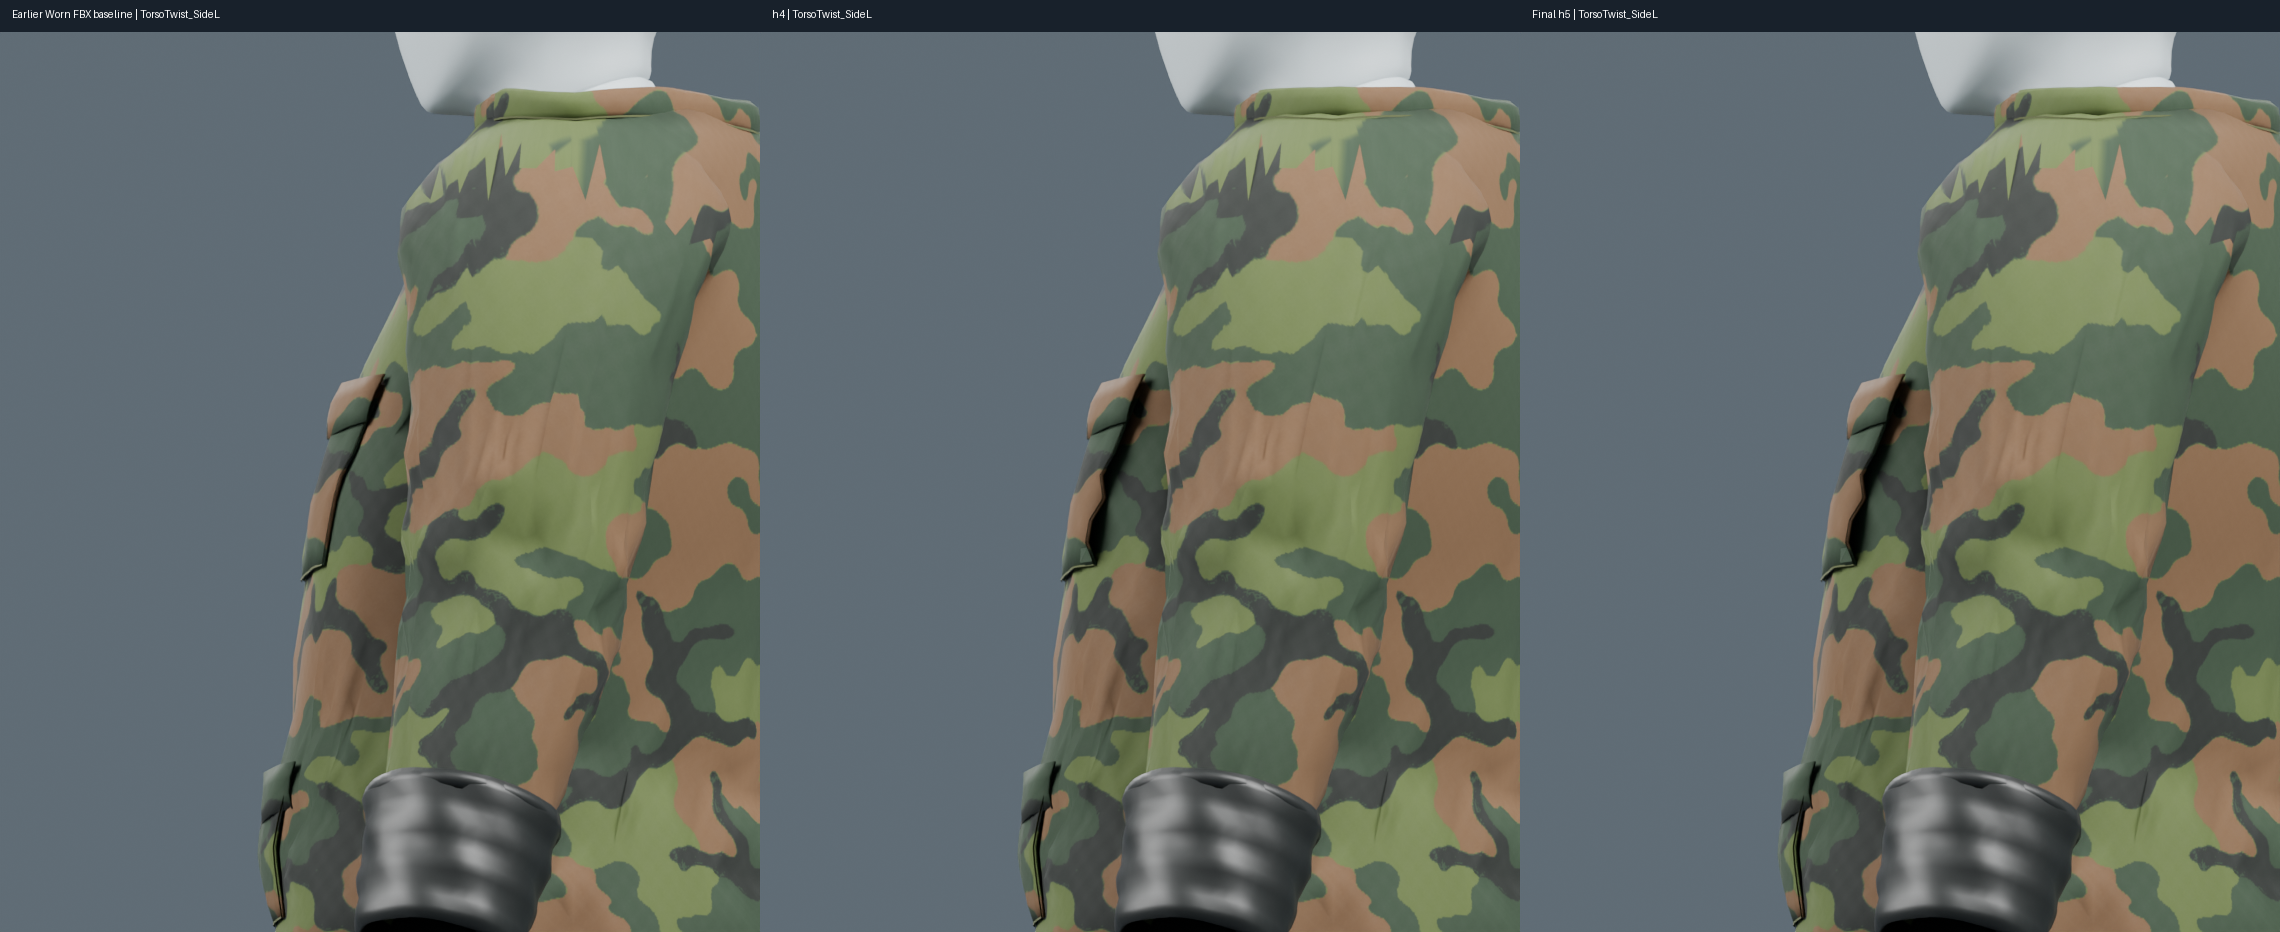 Earlier Worn FBX baseline | TorsoTwist_SideL
h4 | TorsoTwist_SideL
Final h5 | TorsoTwist_SideL